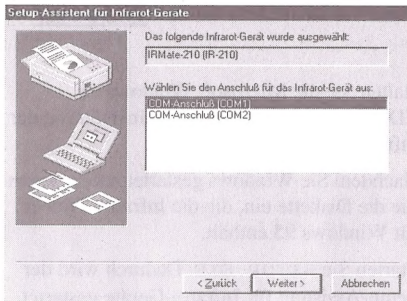 Setup-Assistent für Infrarot-Geräte
Das folgende Infrarot-Gerät wurde ausgewählt:
IRMate-210 (IR-210)
Wählen Sie den Anschluß für das Infrarot-Gerät aus:
COM-Anschluß (COM1)
COM-Anschluß (COM2)
< Zurück
Weiter >
Abbrechen